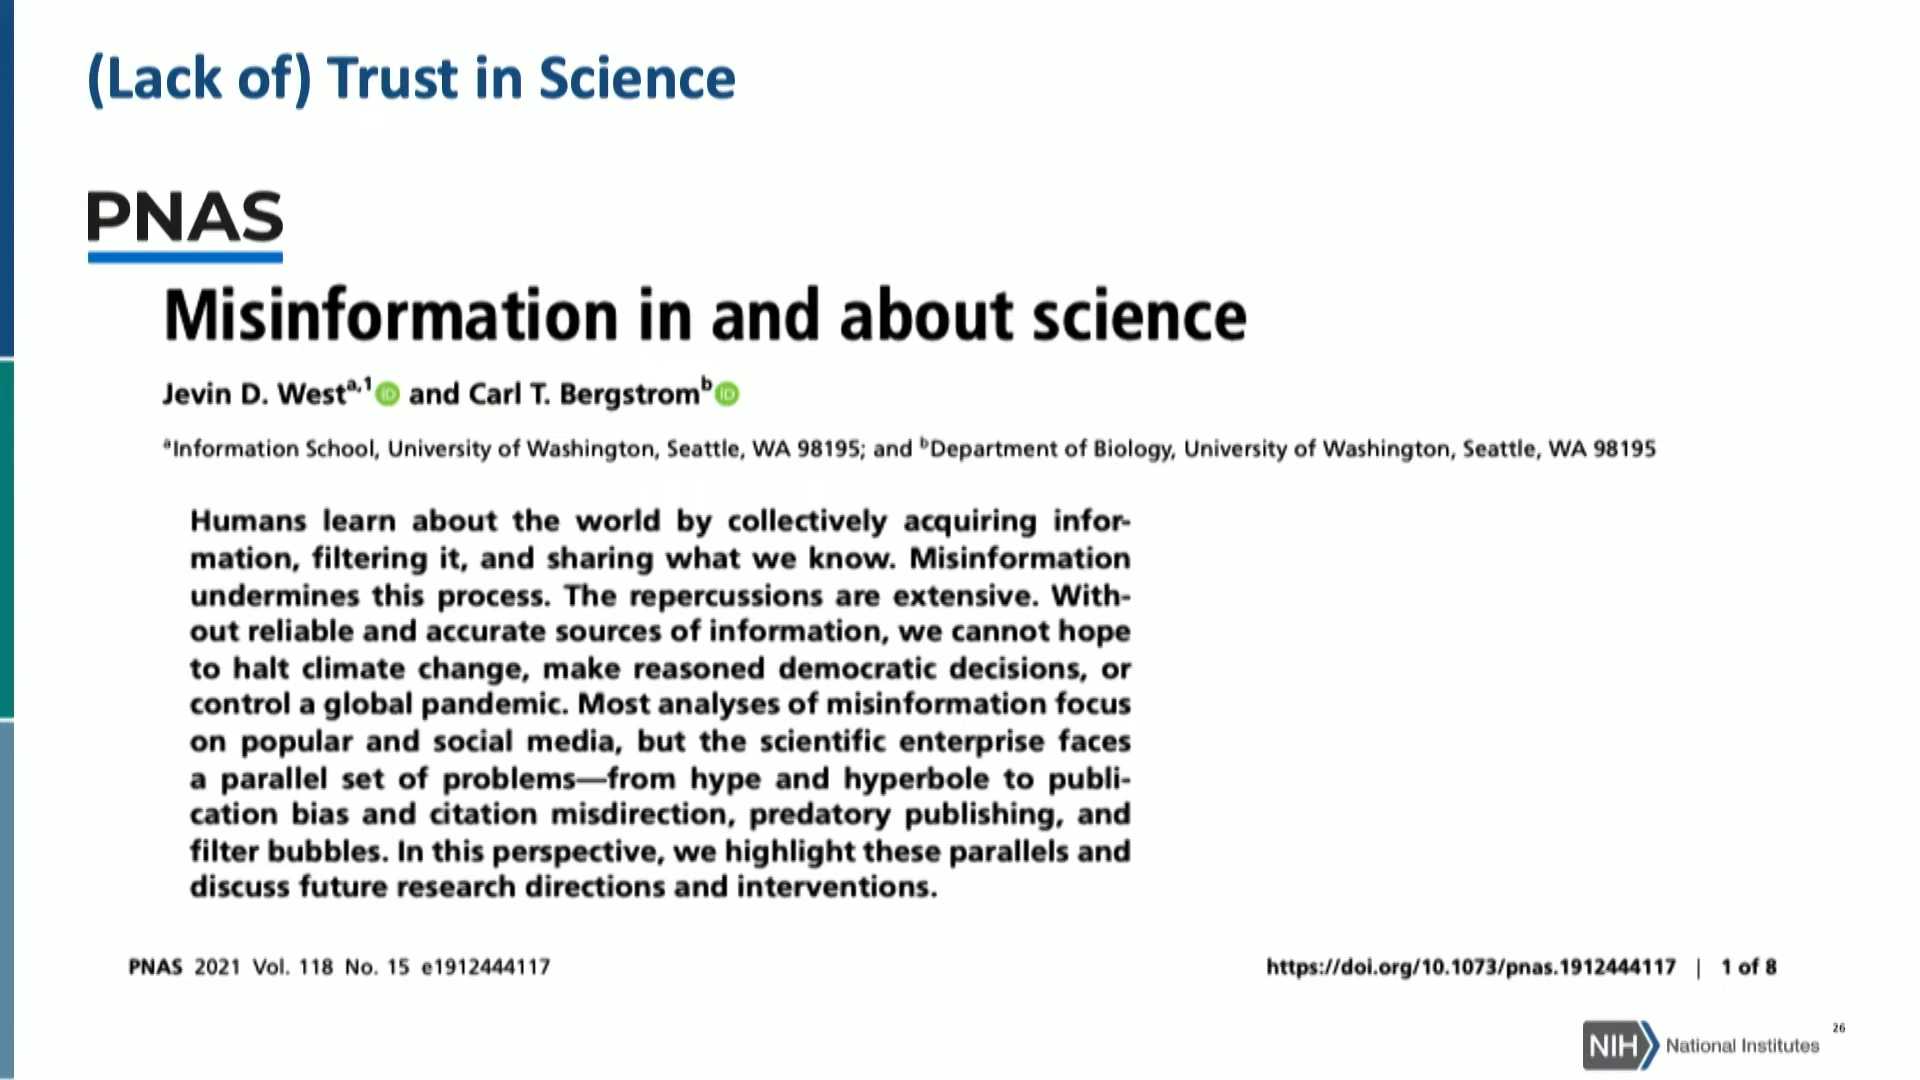 (Lack of) Trust in Science
PNAS
Misinformation in and about science
Jevin D. Westᵃ,¹ iD and Carl T. Bergstromᵇ iD
ᵃInformation School, University of Washington, Seattle, WA 98195; and ᵇDepartment of Biology, University of Washington, Seattle, WA 98195
Humans learn about the world by collectively acquiring infor-
mation, filtering it, and sharing what we know. Misinformation
undermines this process. The repercussions are extensive. With-
out reliable and accurate sources of information, we cannot hope
to halt climate change, make reasoned democratic decisions, or
control a global pandemic. Most analyses of misinformation focus
on popular and social media, but the scientific enterprise faces
a parallel set of problems—from hype and hyperbole to publi-
cation bias and citation misdirection, predatory publishing, and
filter bubbles. In this perspective, we highlight these parallels and
discuss future research directions and interventions.
PNAS 2021 Vol. 118 No. 15 e1912444117
https://doi.org/10.1073/pnas.1912444117 | 1 of 8
26
NIH National Institutes